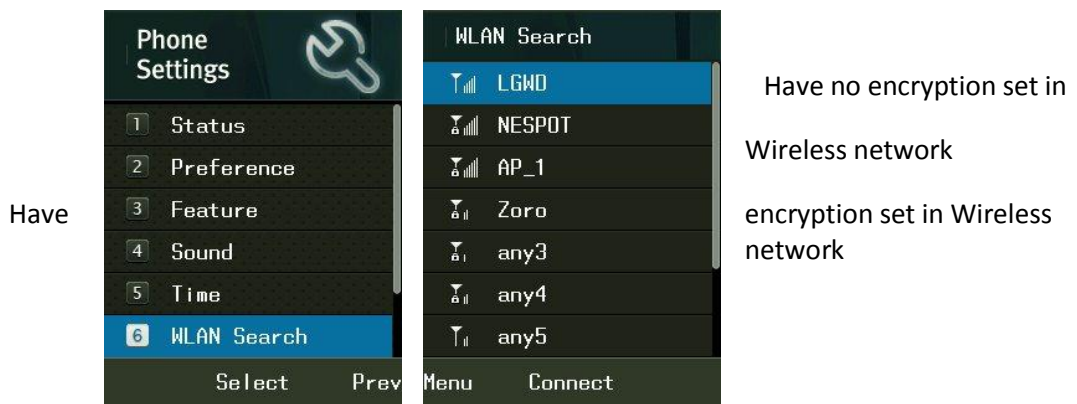 Phone
Settings
1 Status
2 Preference
3 Feature
4 Sound
5 Time
6 WLAN Search
Select Prev
WLAN Search
LGWD
NESPOT
AP_1
Zoro
any3
any4
any5
Menu Connect
Have no encryption set in
Wireless network
Have
encryption set in Wireless
network